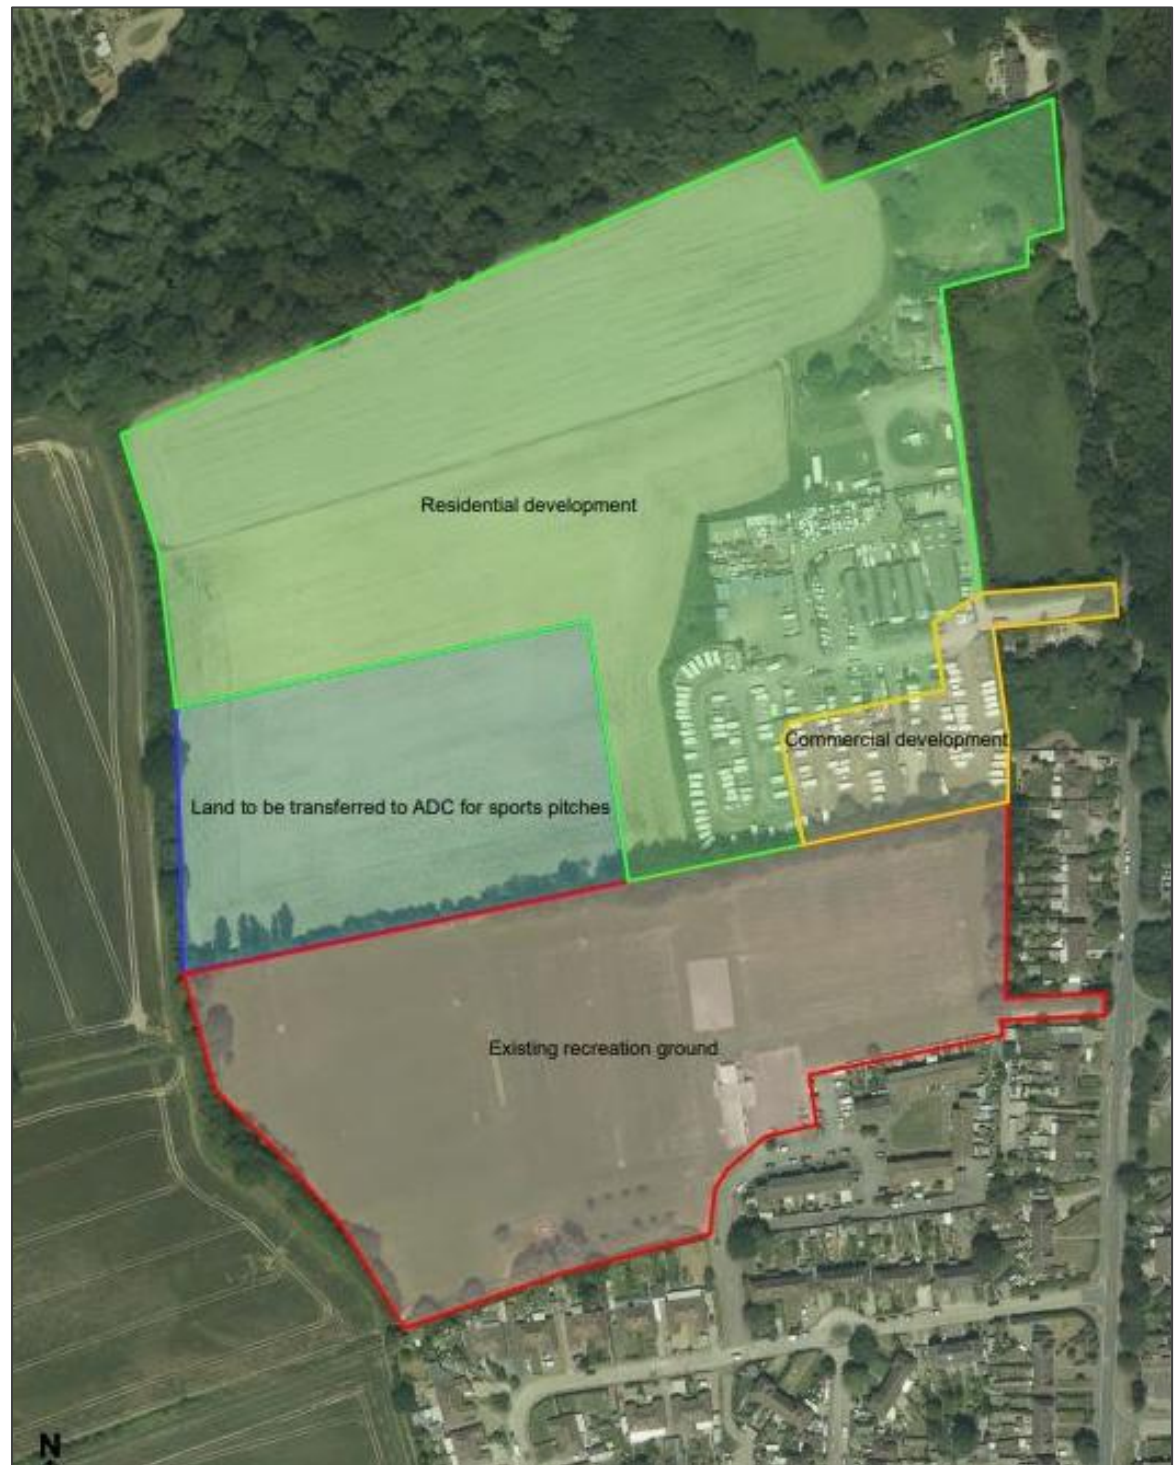 Residential development
Commercial development
Land to be transferred to ADC for sports pitches
Existing recreation ground
N